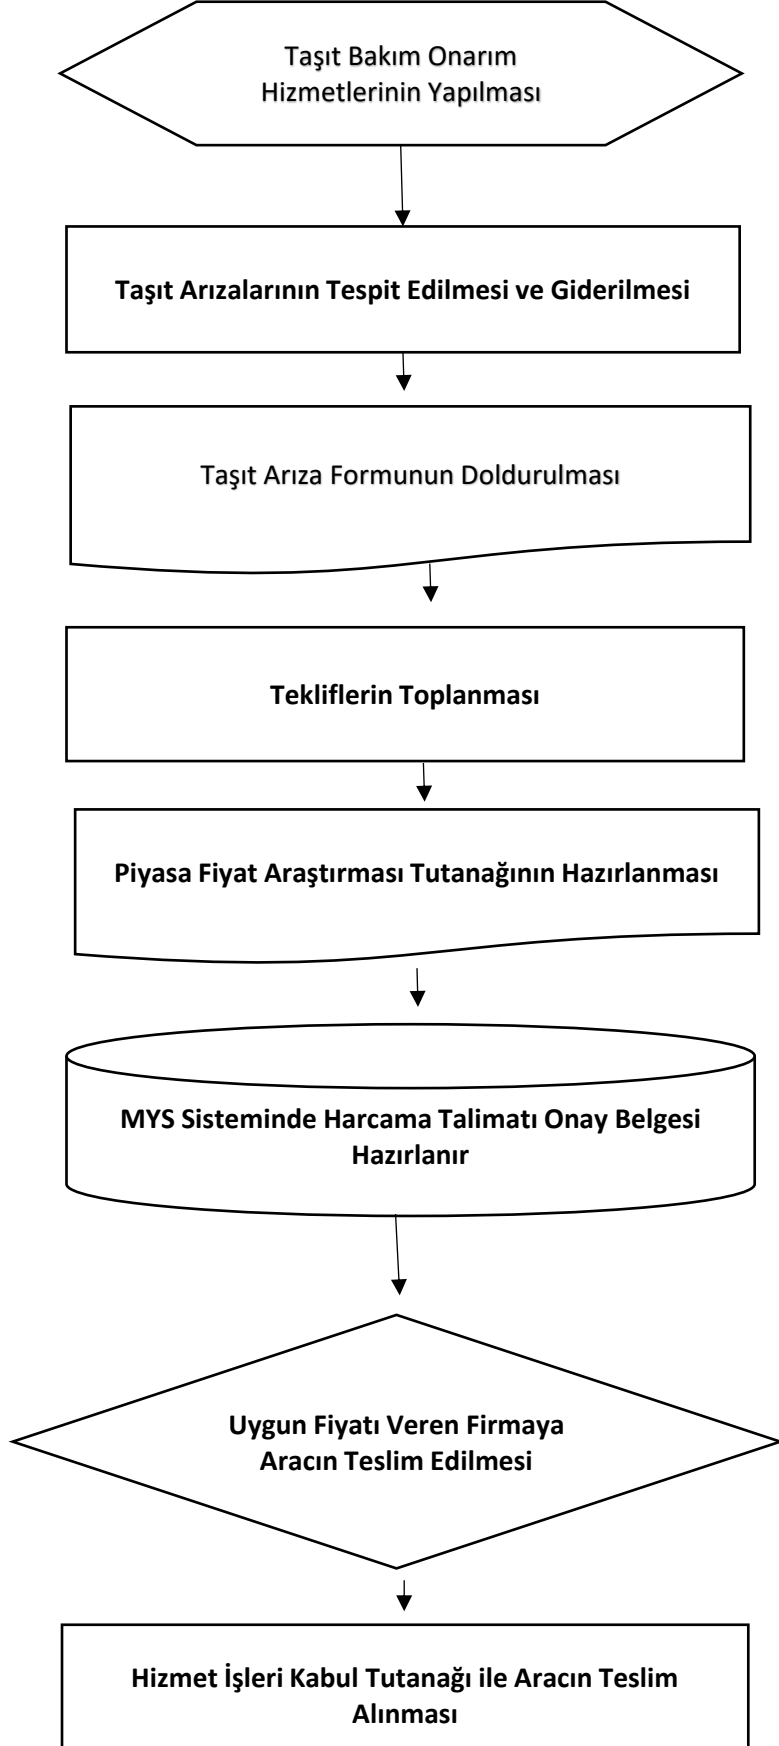 Taşıt Bakım Onarım
Hizmetlerinin Yapılması
Taşıt Arızalarının Tespit Edilmesi ve Giderilmesi
Taşıt Arıza Formunun Doldurulması
Tekliflerin Toplanması
Piyasa Fiyat Araştırması Tutanağının Hazırlanması
MYS Sisteminde Harcama Talimatı Onay Belgesi
Hazırlanır
Uygun Fiyatı Veren Firmaya
Aracın Teslim Edilmesi
Hizmet İşleri Kabul Tutanağı ile Aracın Teslim
Alınması